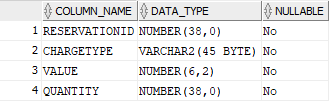 COLUMN_NAME DATA_TYPE NULLABLE
1 RESERVATIONID NUMBER(38,0) No
2 CHARGETYPE VARCHAR2(45 BYTE) No
3 VALUE NUMBER(6,2) No
4 QUANTITY NUMBER(38,0) No